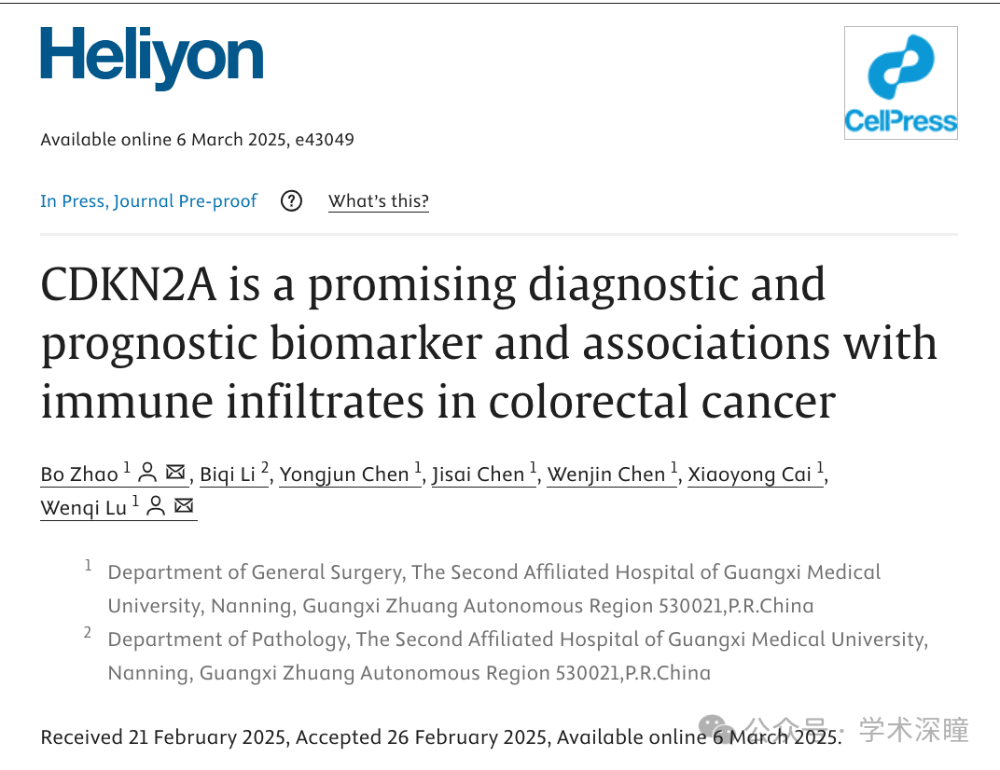 Heliyon
CellPress
Available online 6 March 2025, e43049
In Press, Journal Pre-proof ? What's this?
CDKN2A is a promising diagnostic and
prognostic biomarker and associations with
immune infiltrates in colorectal cancer
Bo Zhao 1, Biqi Li 2, Yongjun Chen 1, Jisai Chen 1, Wenjin Chen 1, Xiaoyong Cai 1,
Wenqi Lu 1
1 Department of General Surgery, The Second Affiliated Hospital of Guangxi Medical
University, Nanning, Guangxi Zhuang Autonomous Region 530021,P.R.China
2 Department of Pathology, The Second Affiliated Hospital of Guangxi Medical University,
Nanning, Guangxi Zhuang Autonomous Region 530021,P.R.China
Received 21 February 2025, Accepted 26 February 2025, Available online 6 March 2025.
公众号 · 学术深瞳